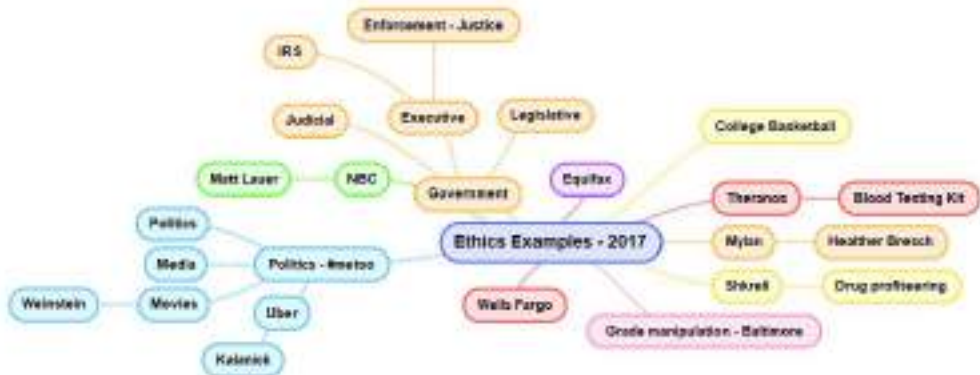 Enforcement - Justice
IRS
Judicial
Executive
Legislative
College Basketball
Matt Lauer
NBC
Government
Equifax
Theranos
Blood Testing Kit
Politics
Ethics Examples - 2017
Mylan
Heather Bresch
Media
Politics - #metoo
Shkreli
Drug profiteering
Weinstein
Movies
Uber
Wells Fargo
Grade manipulation - Baltimore
Kalanick